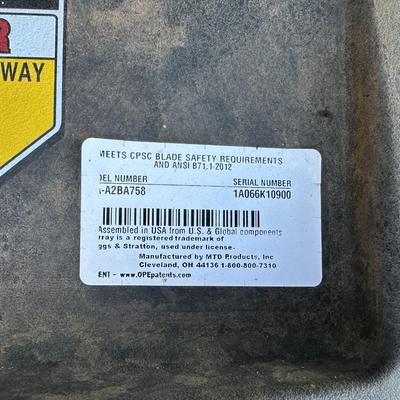 R
WAY
MEETS CPSC BLADE SAFETY REQUIREMENTS
AND ANSI B71.1-2012
DEL NUMBER SERIAL NUMBER
-A2BA758 1A066K10900
Assembled in USA from U.S. & Global components
rray is a registered trademark of
ggs & Stratton, used under license.
Manufactured by MTD Products, Inc
Cleveland, OH 44136 1-800-800-7310
ENT - www.OPEpatents.com